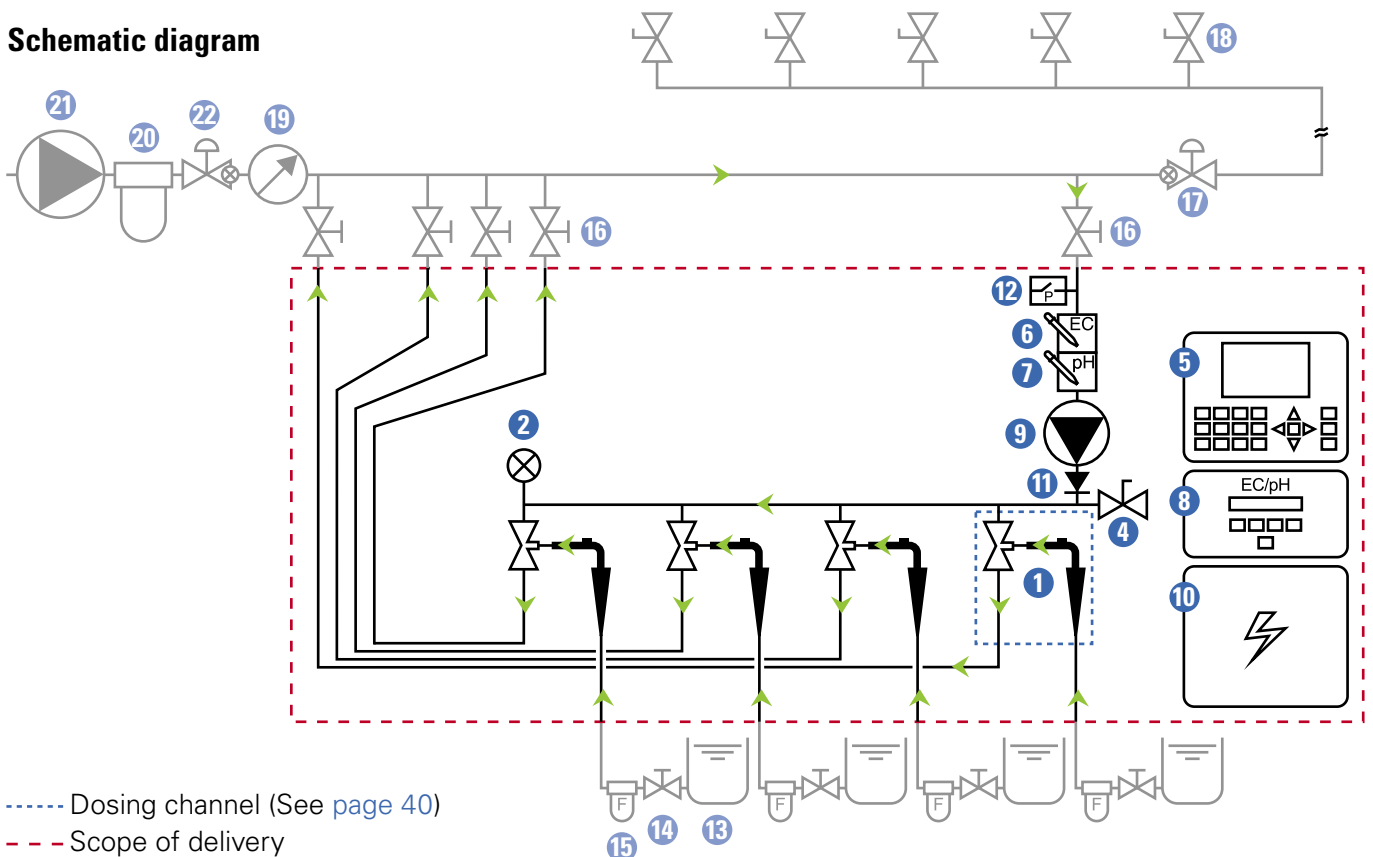 Schematic diagram
18
21
20
22
19
17
16
16
12
P
6
EC
7
pH
5
2
9
11
4
8
EC/pH
1
10
F
F
F
F
15
14
13
Dosing channel (See page 40)
Scope of delivery